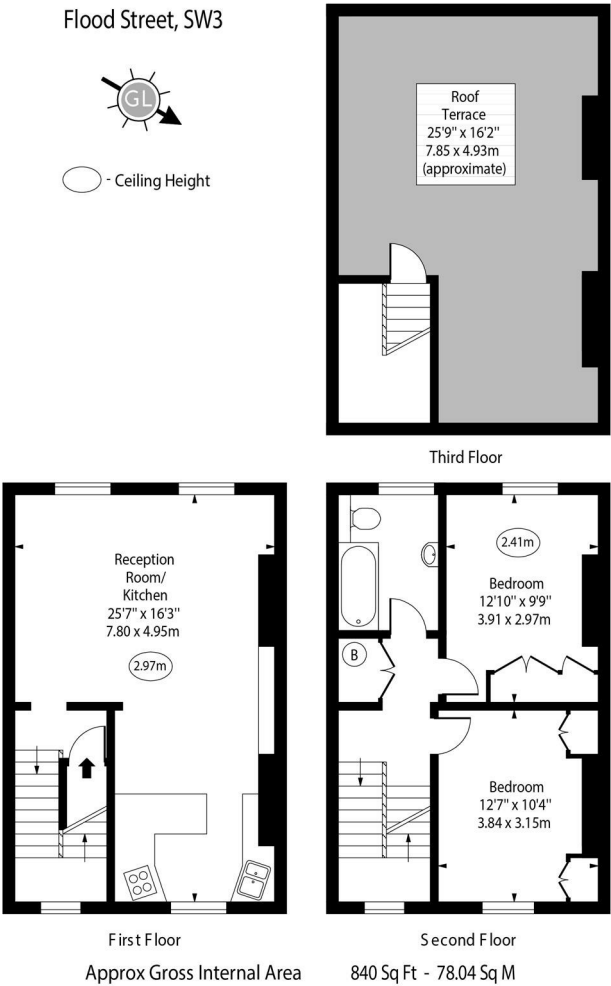 Flood Street, SW3
GL
- Ceiling Height
Roof
Terrace
25'9" x 16'2"
7.85 x 4.93m
(approximate)
Third Floor
Reception
Room/
Kitchen
25'7" x 16'3"
7.80 x 4.95m
2.97m
First Floor
B
2.41m
Bedroom
12'10" x 9'9"
3.91 x 2.97m
Bedroom
12'7" x 10'4"
3.84 x 3.15m
Second Floor
Approx Gross Internal Area 840 Sq Ft - 78.04 Sq M